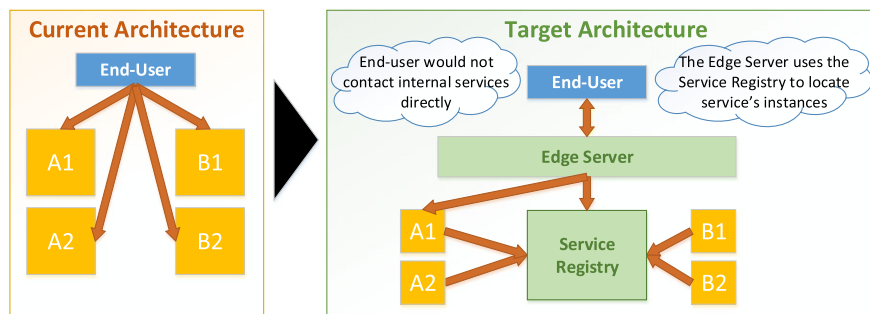 Current Architecture
End-User
A1
B1
A2
B2
Target Architecture
End-user would not
contact internal services
directly
End-User
The Edge Server uses the
Service Registry to locate
service's instances
Edge Server
A1
Service
Registry
B1
A2
B2